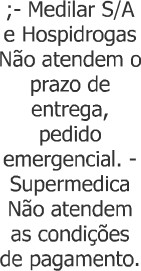 ;- Medilar S/A
e Hospidrogas
Não atendem o
prazo de
entrega,
pedido
emergencial. -
Supermedica
Não atendem
as condições
de pagamento.